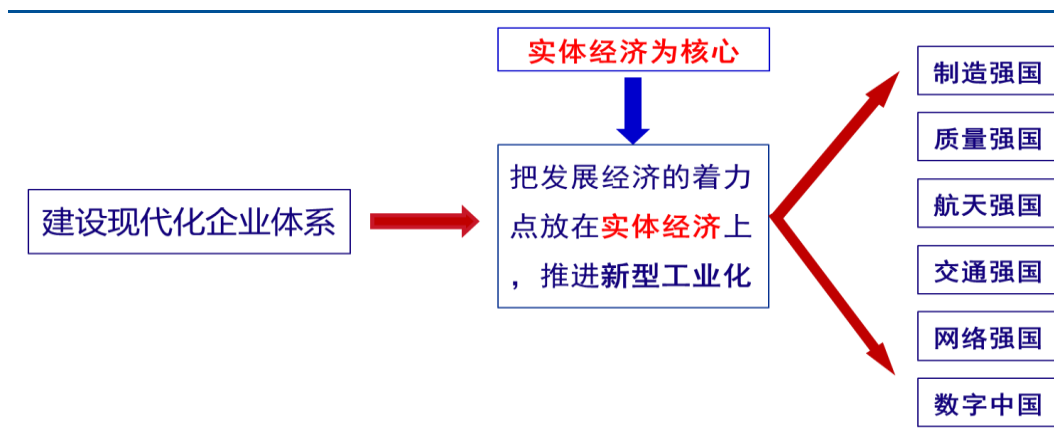 实体经济为核心
建设现代化企业体系
把发展经济的着力
点放在实体经济上
，推进新型工业化
制造强国
质量强国
航天强国
交通强国
网络强国
数字中国